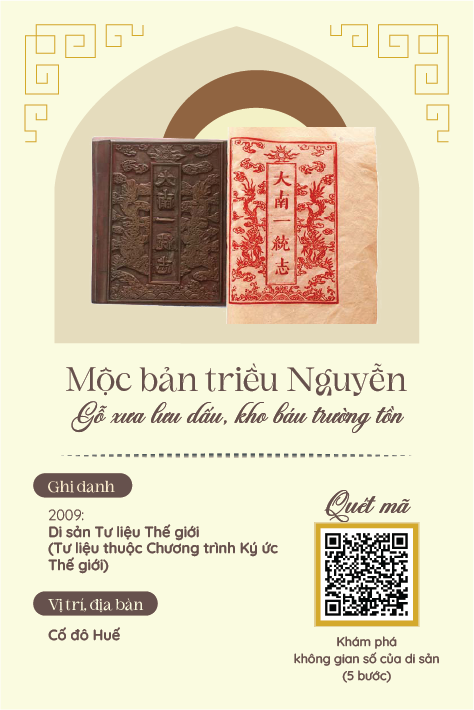 大南一統志
大南一統志
Mộc bản triều Nguyễn
Gỗ xưa lưu dấu, kho báu trường tồn
Ghi danh
2009:
Di sản Tư liệu Thế giới
(Tư liệu thuộc Chương trình Ký ức
Thế giới)
Vị trí, địa bàn
Cố đô Huế
Quét mã
Khám phá
không gian số của di sản
(5 bước)